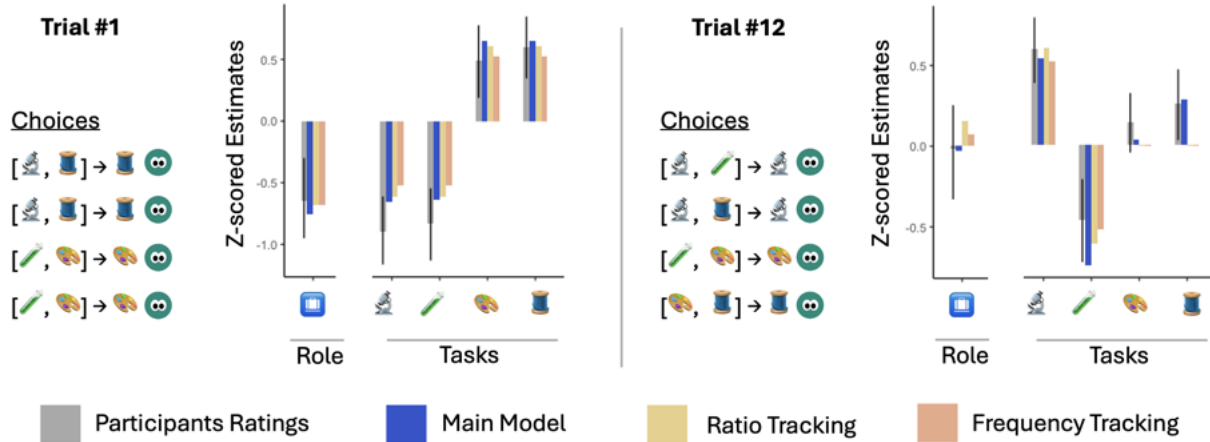 Trial #1
Choices
[🔬, 🧵] → 🧵
[🔬, 🧵] → 🧵
[🧪, 🎨] → 🎨
[🧪, 🎨] → 🎨
Z-scored Estimates
0.5
0.0
-0.5
-1.0
Role
Tasks
Trial #12
Choices
[🔬, 🧪] → 🔬
[🔬, 🧵] → 🔬
[🧪, 🎨] → 🎨
[🎨, 🧵] → 🧵
Z-scored Estimates
0.5
0.0
-0.5
Role
Tasks
Participants Ratings
Main Model
Ratio Tracking
Frequency Tracking